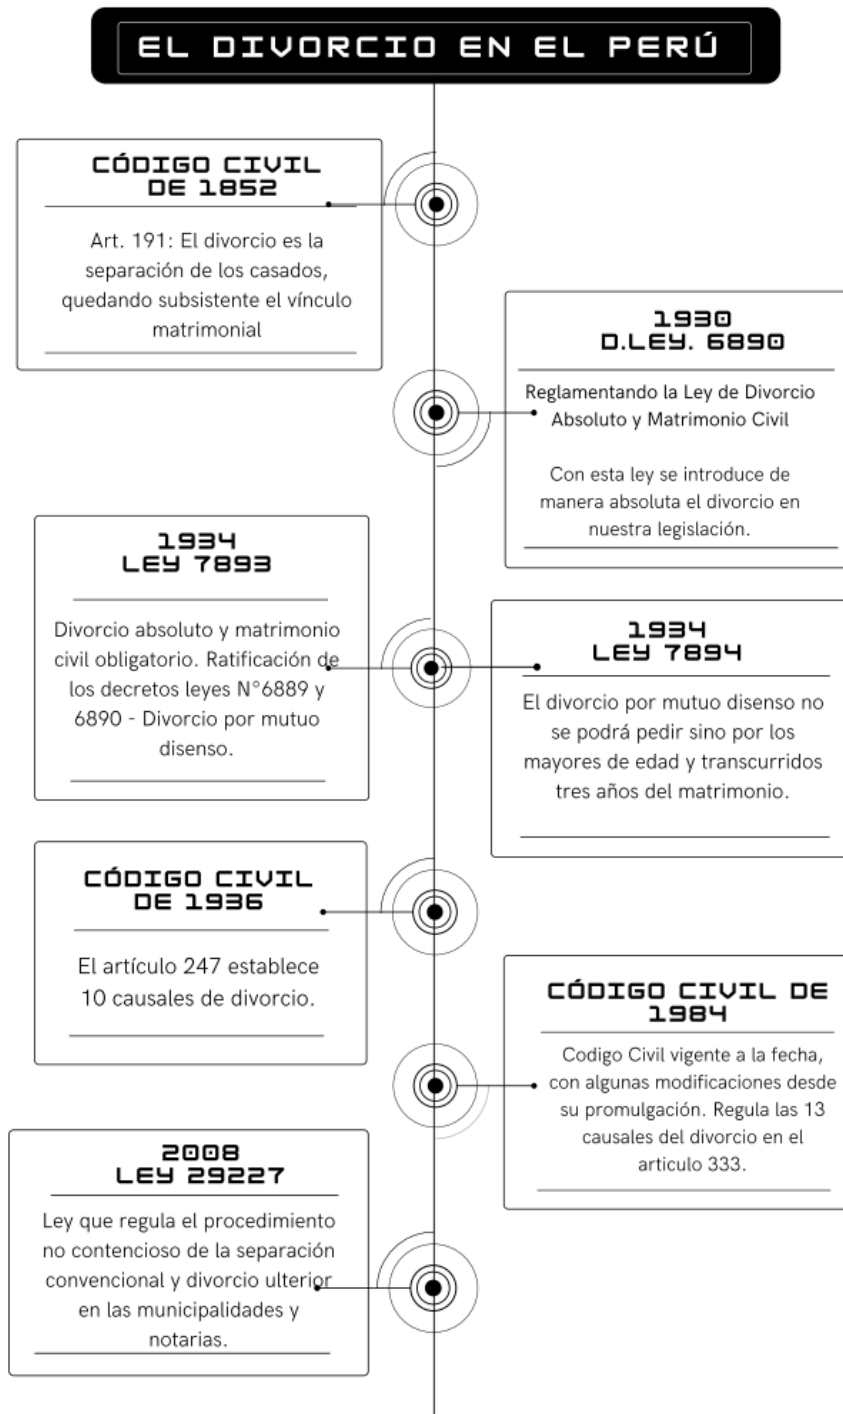 EL DIVORCIO EN EL PERÚ
CÓDIGO CIVIL
DE 1852
Art. 191: El divorcio es la
separación de los casados,
quedando subsistente el vínculo
matrimonial
1930
D.LEY. 6890
Reglamentando la Ley de Divorcio
Absoluto y Matrimonio Civil
Con esta ley se introduce de
manera absoluta el divorcio en
nuestra legislación.
1934
LEY 7893
Divorcio absoluto y matrimonio
civil obligatorio. Ratificación de
los decretos leyes N°6889 y
6890 - Divorcio por mutuo
disenso.
1934
LEY 7894
El divorcio por mutuo disenso no
se podrá pedir sino por los
mayores de edad y transcurridos
tres años del matrimonio.
CÓDIGO CIVIL
DE 1936
El artículo 247 establece
10 causales de divorcio.
CÓDIGO CIVIL DE
1984
Codigo Civil vigente a la fecha,
con algunas modificaciones desde
su promulgación. Regula las 13
causales del divorcio en el
articulo 333.
2008
LEY 29227
Ley que regula el procedimiento
no contencioso de la separación
convencional y divorcio ulterior
en las municipalidades y
notarias.